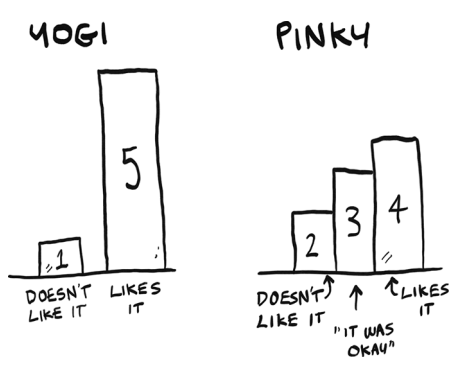 YOGI
1
5
DOESN'T
LIKE IT
LIKES
IT
PINKY
2
3
4
DOESN'T
LIKE IT
"IT WAS
OKAY"
LIKES
IT